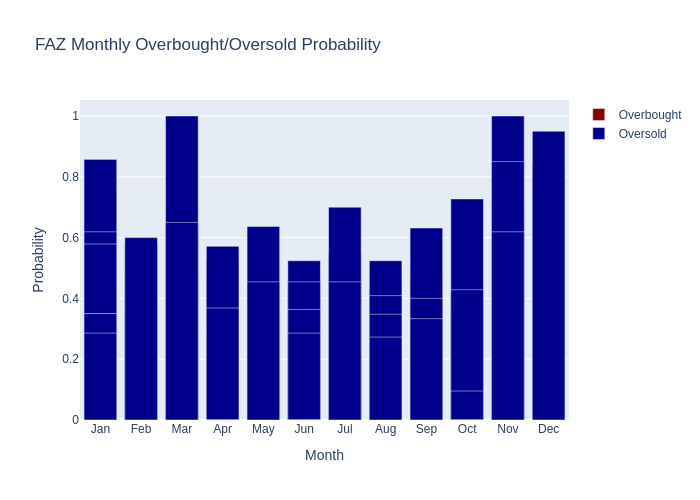 FAZ Monthly Overbought/Oversold Probability
Overbought
Oversold
Probability
1
0.8
0.6
0.4
0.2
0
Jan Feb Mar Apr May Jun Jul Aug Sep Oct Nov Dec
Month